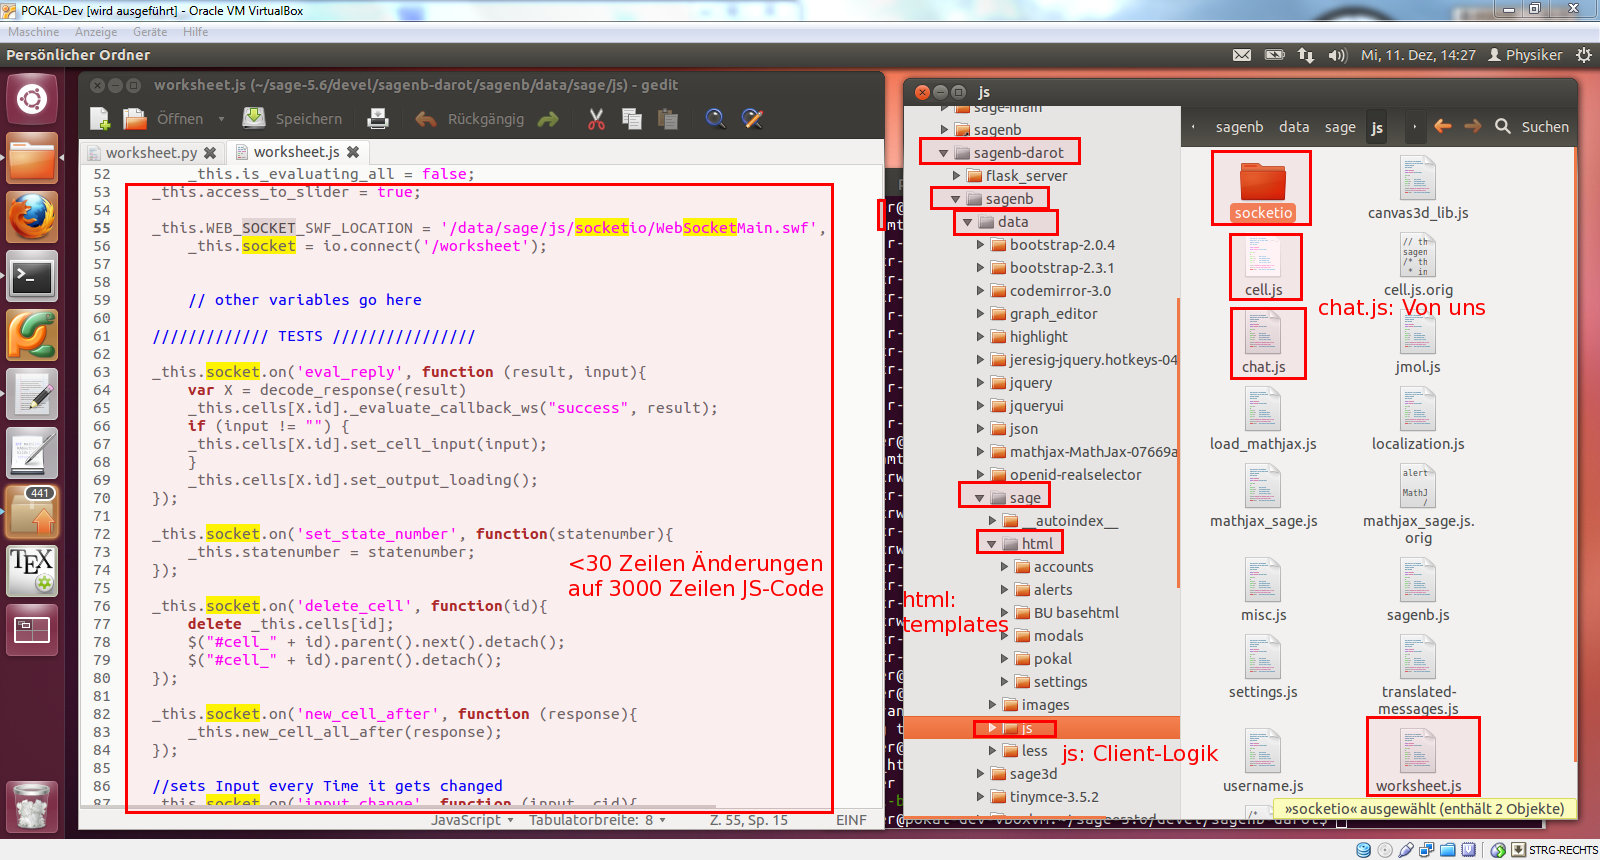 POKAL-Dev [wird ausgeführt] - Oracle VM VirtualBox
Maschine Anzeige Geräte Hilfe
Persönlicher Ordner
Mi, 11. Dez, 14:27 Physiker
worksheet.js (~/sage-5.6/devel/sagenb-darot/sagenb/data/sage/js) - gedit
Öffnen Speichern Rückgängig
worksheet.py worksheet.js
52 _this.is_evaluating_all = false;
53 _this.access_to_slider = true;
54
55 _this.WEB_SOCKET_SWF_LOCATION = '/data/sage/js/socketio/WebSocketMain.swf',
56 _this.socket = io.connect('/worksheet');
57
58
59 // other variables go here
60
61 ///////////// TESTS ////////////////
62
63 _this.socket.on('eval_reply', function (result, input){
64 var X = decode_response(result)
65 _this.cells[X.id]._evaluate_callback_ws("success", result);
66 if (input != "") {
67 _this.cells[X.id].set_cell_input(input);
68 }
69 _this.cells[X.id].set_output_loading();
70 });
71
72 _this.socket.on('set_state_number', function(statenumber){
73 _this.statenumber = statenumber;
74 });
75
76 _this.socket.on('delete_cell', function(id){
77 delete _this.cells[id];
78 $("#cell_" + id).parent().next().detach();
79 $("#cell_" + id).parent().detach();
80 });
81
82 _this.socket.on('new_cell_after', function (response){
83 _this.new_cell_all_after(response);
84 });
85
86 //sets Input every Time it gets changed
87 _this.socket.on('input_change', function (input, cid){
<30 Zeilen Änderungen
auf 3000 Zeilen JS-Code
JavaScript Tabulatorbreite: 8 Z. 55, Sp. 15 EINF
441
TEX
js
sage-main
sagenb
sagenb-darot
flask_server
sagenb
data
bootstrap-2.0.4
bootstrap-2.3.1
codemirror-3.0
graph_editor
highlight
jeresig-jquery.hotkeys-04
jquery
jqueryui
json
mathjax-MathJax-07669a
openid-realselector
sage
__autoindex__
html
accounts
alerts
BU basehtml
modals
pokal
settings
images
js
less
sage3d
tinymce-3.5.2
html:
templates
js: Client-Logik
sagenb data sage js Suchen
socketio
canvas3d_lib.js
cell.js
cell.js.orig
chat.js: Von uns
chat.js
jmol.js
load_mathjax.js
localization.js
mathjax_sage.js
mathjax_sage.js.
orig
misc.js
sagenb.js
settings.js
translated-
messages.js
username.js
worksheet.js
»socketio« ausgewählt (enthält 2 Objekte)
STRG-RECHTS